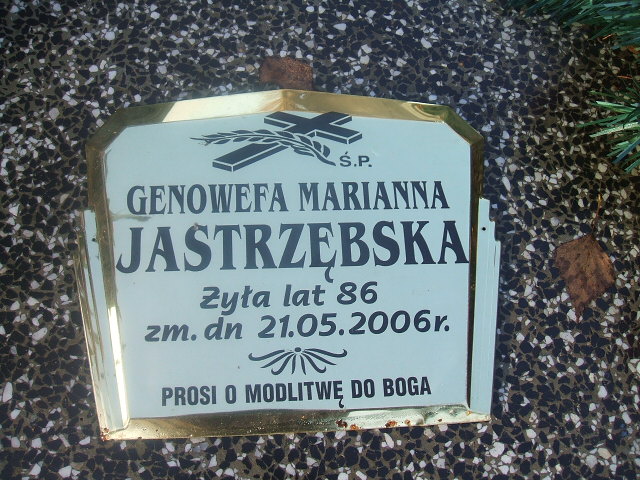 Ś.P.
GENOWEFA MARIANNA
JASTRZĘBSKA
Żyła lat 86
zm. dn 21.05.2006r.
PROSI O MODLITWĘ DO BOGA